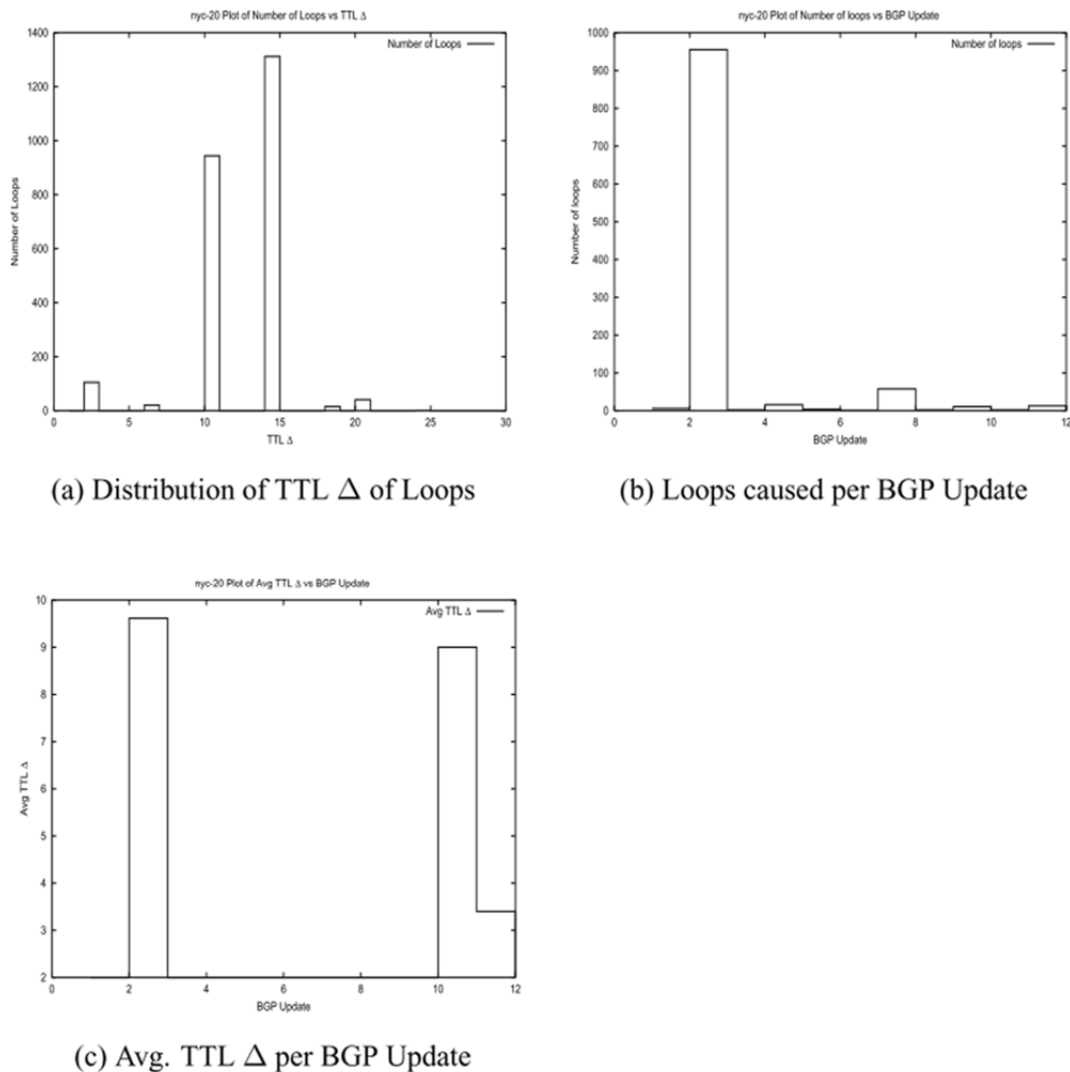 nyc-20 Plot of Number of Loops vs TTL Δ
1400
1200
1000
800
600
400
200
0
Number of Loops
Number of Loops
0 5 10 15 20 25 30
TTL Δ
(a) Distribution of TTL Δ of Loops
nyc-20 Plot of Number of loops vs BGP Update
1000
900
800
700
600
500
400
300
200
100
0
Number of loops
Number of loops
0 2 4 6 8 10 12
BGP Update
(b) Loops caused per BGP Update
nyc-20 Plot of Avg TTL Δ vs BGP Update
10
9
8
7
6
5
4
3
2
Avg TTL Δ
Avg TTL Δ
0 2 4 6 8 10 12
BGP Update
(c) Avg. TTL Δ per BGP Update